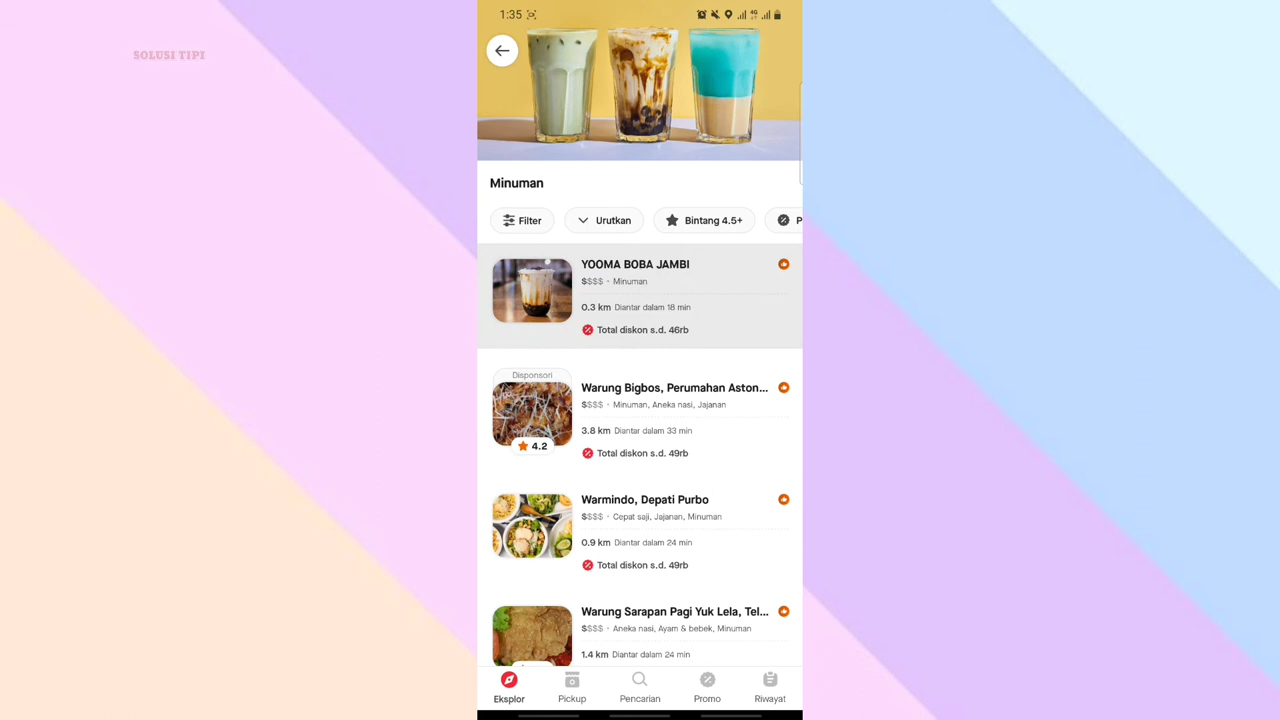 1:35
4G
SOLUSI TIPI
Minuman
Filter
Urutkan
Bintang 4.5+
P
YOOMA BOBA JAMBI
$$$$ • Minuman
0.3 km Diantar dalam 18 min
Total diskon s.d. 46rb
Disponsori
Warung Bigbos, Perumahan Aston...
$$$$ • Minuman, Aneka nasi, Jajanan
3.8 km Diantar dalam 33 min
4.2
Total diskon s.d. 49rb
Warmindo, Depati Purbo
$$$$ • Cepat saji, Jajanan, Minuman
0.9 km Diantar dalam 24 min
Total diskon s.d. 49rb
Warung Sarapan Pagi Yuk Lela, Tel...
$$$$ • Aneka nasi, Ayam & bebek, Minuman
1.4 km Diantar dalam 24 min
Eksplor
Pickup
Pencarian
Promo
Riwayat